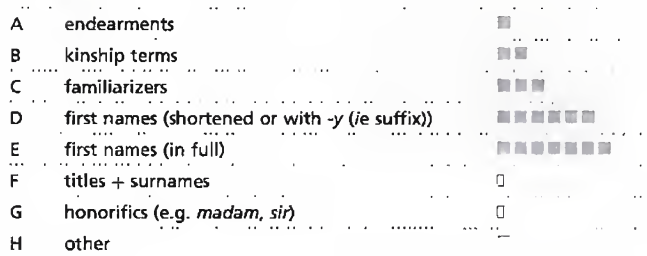 A endearments
B kinship terms
C familiarizers
D first names (shortened or with -y (ie suffix))
E first names (in full)
F titles + surnames
G honorifics (e.g. madam, sir)
H other